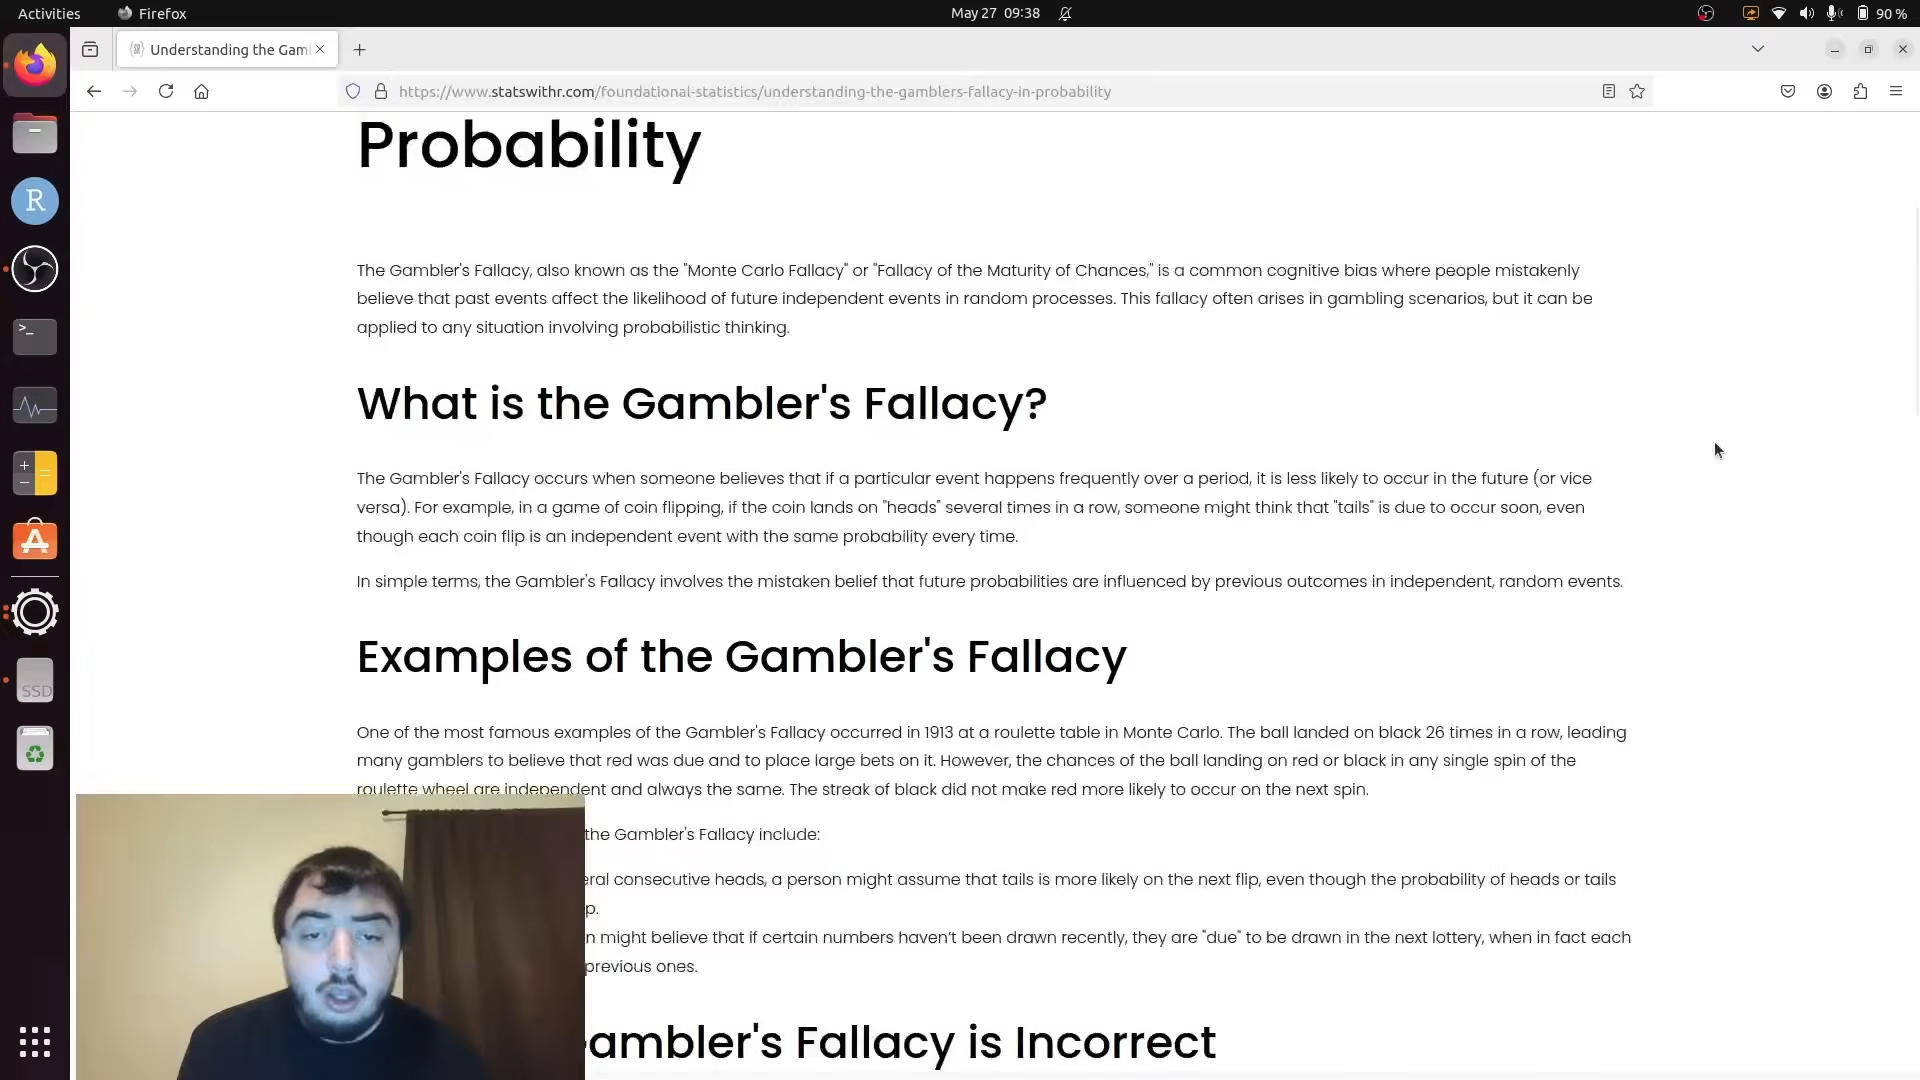 Activities
Firefox
May 27 09:38
90 %
Understanding the Gam
https://www.statswithr.com/foundational-statistics/understanding-the-gamblers-fallacy-in-probability
Probability
The Gambler's Fallacy, also known as the "Monte Carlo Fallacy" or "Fallacy of the Maturity of Chances," is a common cognitive bias where people mistakenly
believe that past events affect the likelihood of future independent events in random processes. This fallacy often arises in gambling scenarios, but it can be
applied to any situation involving probabilistic thinking.
What is the Gambler's Fallacy?
The Gambler's Fallacy occurs when someone believes that if a particular event happens frequently over a period, it is less likely to occur in the future (or vice
versa). For example, in a game of coin flipping, if the coin lands on "heads" several times in a row, someone might think that "tails" is due to occur soon, even
though each coin flip is an independent event with the same probability every time.
In simple terms, the Gambler's Fallacy involves the mistaken belief that future probabilities are influenced by previous outcomes in independent, random events.
Examples of the Gambler's Fallacy
One of the most famous examples of the Gambler's Fallacy occurred in 1913 at a roulette table in Monte Carlo. The ball landed on black 26 times in a row, leading
many gamblers to believe that red was due and to place large bets on it. However, the chances of the ball landing on red or black in any single spin of the
roulette wheel are independent and always the same. The streak of black did not make red more likely to occur on the next spin.
the Gambler's Fallacy include:
eral consecutive heads, a person might assume that tails is more likely on the next flip, even though the probability of heads or tails
p.
n might believe that if certain numbers haven't been drawn recently, they are "due" to be drawn in the next lottery, when in fact each
previous ones.
ambler's Fallacy is Incorrect
R
SSD